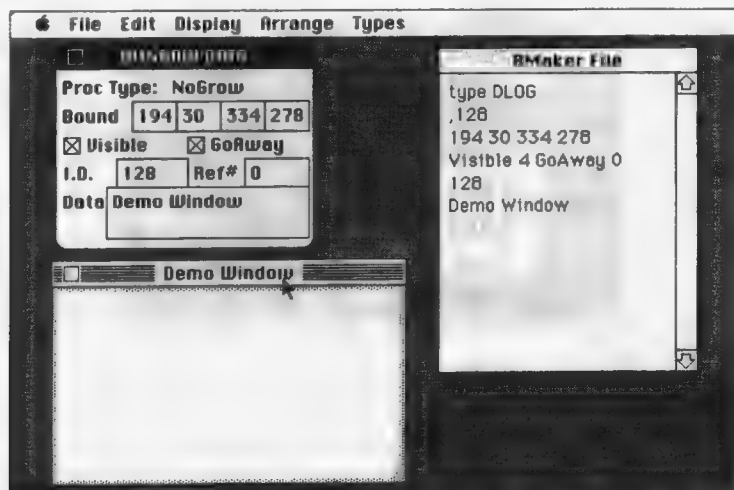 File Edit Display Arrange Types
Proc Type: NoGrow
Bound 194 30 334 278
Visible GoAway
I.D. 128 Ref# 0
Data Demo Window
Demo Window
RMaker File
type DLOG
,128
194 30 334 278
Visible 4 GoAway 0
128
Demo Window